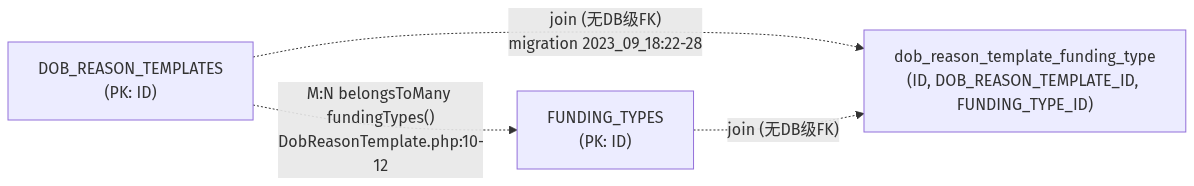 DOB_REASON_TEMPLATES
(PK: ID)
join (无DB级FK)
migration 2023_09_18:22-28
M:N belongsToMany
fundingTypes()
DobReasonTemplate.php:10-
12
FUNDING_TYPES
(PK: ID)
join (无DB级FK)
dob_reason_template_funding_type
(ID, DOB_REASON_TEMPLATE_ID,
FUNDING_TYPE_ID)